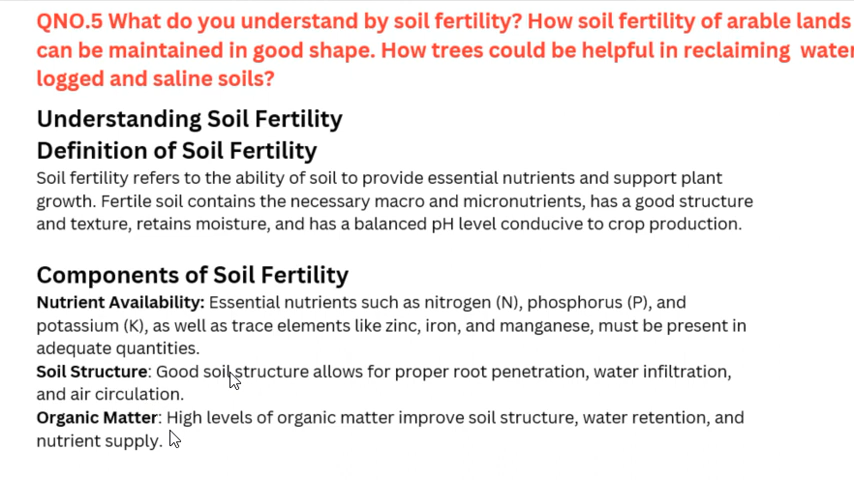 QNO.5 What do you understand by soil fertility? How soil fertility of arable lands
can be maintained in good shape. How trees could be helpful in reclaiming water
logged and saline soils?
Understanding Soil Fertility
Definition of Soil Fertility
Soil fertility refers to the ability of soil to provide essential nutrients and support plant
growth. Fertile soil contains the necessary macro and micronutrients, has a good structure
and texture, retains moisture, and has a balanced pH level conducive to crop production.
Components of Soil Fertility
Nutrient Availability: Essential nutrients such as nitrogen (N), phosphorus (P), and
potassium (K), as well as trace elements like zinc, iron, and manganese, must be present in
adequate quantities.
Soil Structure: Good soil structure allows for proper root penetration, water infiltration,
and air circulation.
Organic Matter: High levels of organic matter improve soil structure, water retention, and
nutrient supply.